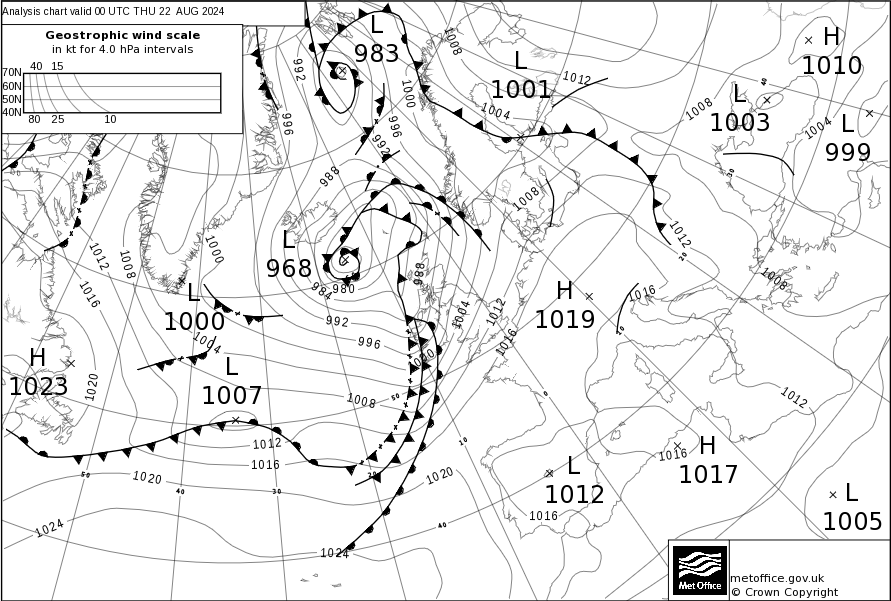 Analysis chart valid 00 UTC THU 22 AUG 2024
Geostrophic wind scale
in kt for 4.0 hPa intervals
40 15
70N
60N
50N
40N
80 25 10
L
983
L
1001
H
1010
L
1003
L
999
L
968
L
1000
H
1019
H
1023
L
1007
L
1012
H
1017
L
1005
992
996
1000
1008
1012
1004
1008
1004
996
992
988
1008
1012
1008
1000
1012
1008
1016
984
980
988
992
996
1000
1004
1012
1016
1016
1004
1020
1008
1012
1016
1020
1020
1024
1024
1016
1016
1012
40
30
20
10
0
10
50
50
40
30
20
40
Met Office
metoffice.gov.uk
© Crown Copyright